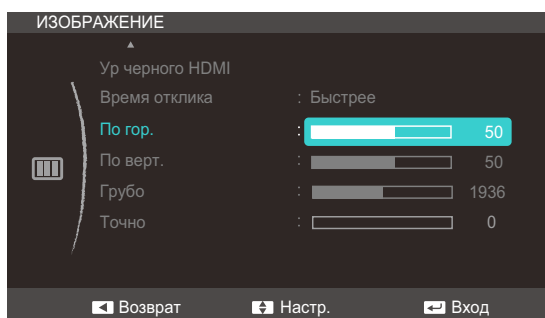 ИЗОБРАЖЕНИЕ
Ур черного HDMI
Время отклика : Быстрее
По гор. : 50
По верт. : 50
Грубо : 1936
Точно : 0
Возврат Настр. Вход